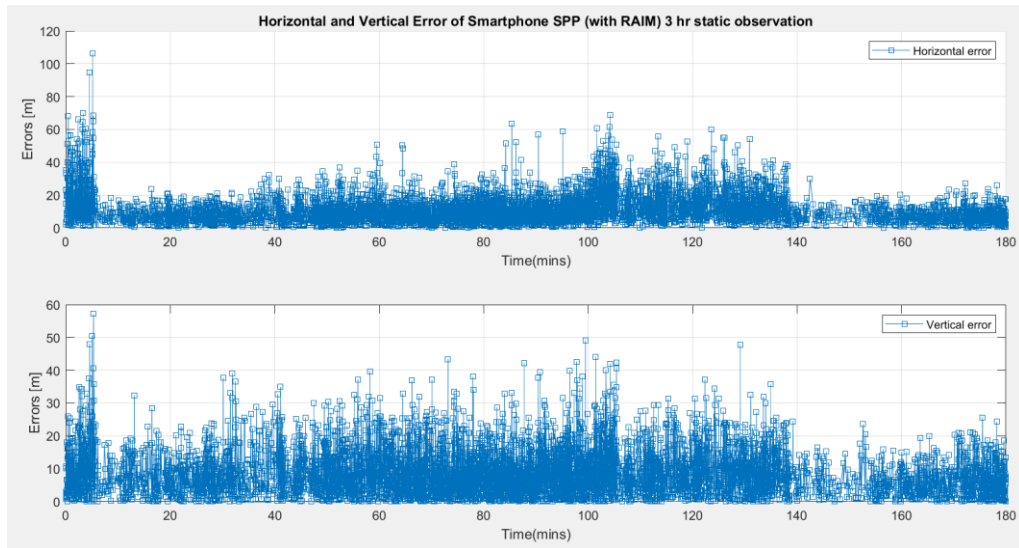 Horizontal and Vertical Error of Smartphone SPP (with RAIM) 3 hr static observation
120
100
80
60
40
20
0
Errors [m]
Horizontal error
0 20 40 60 80 100 120 140 160 180
Time(mins)
60
50
40
30
20
10
0
Errors [m]
Vertical error
0 20 40 60 80 100 120 140 160 180
Time(mins)